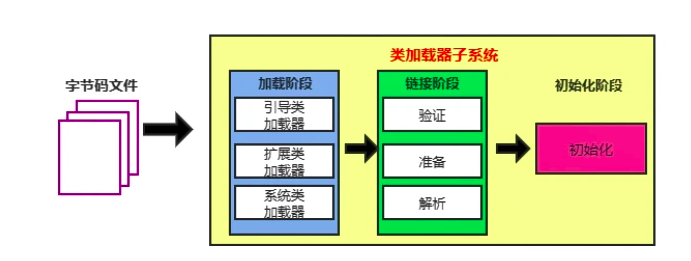 类加载器子系统
字节码文件
加载阶段
引导类
加载器
扩展类
加载器
系统类
加载器
链接阶段
验证
准备
解析
初始化阶段
初始化